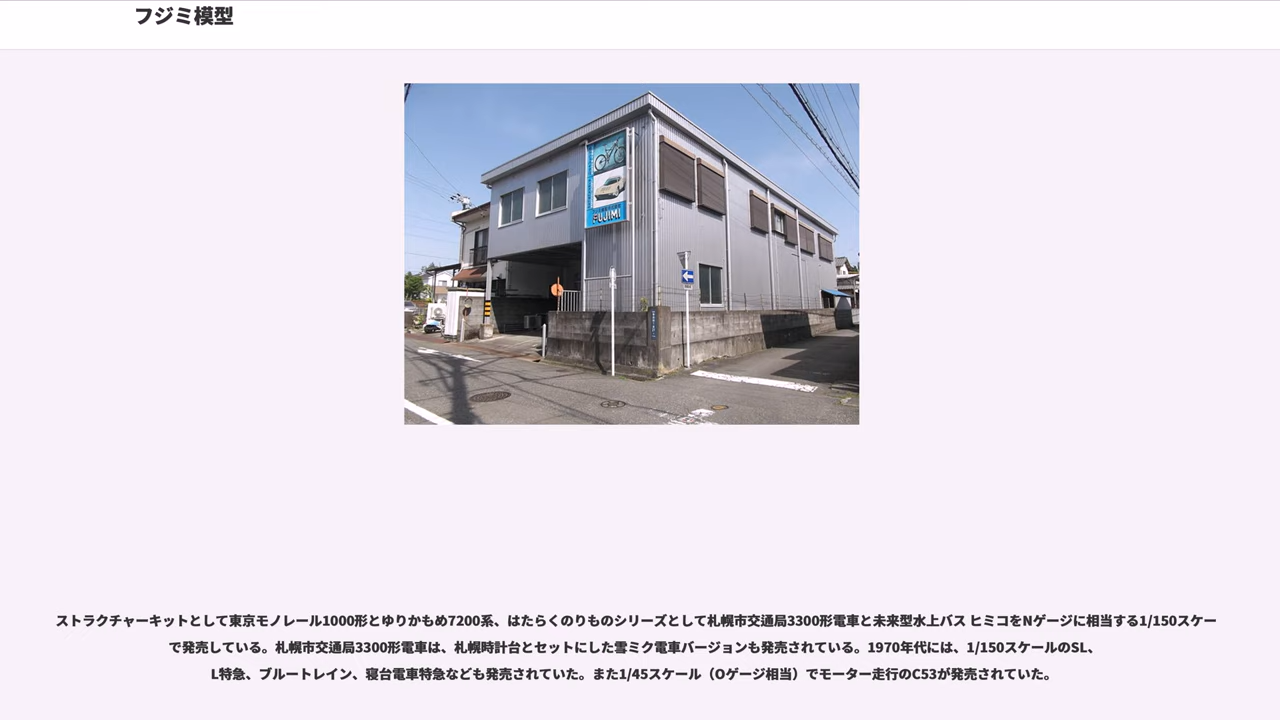 フジミ模型
FUJIMI
ストラクチャーキットとして東京モノレール1000形とゆりかもめ7200系、はたらくのりものシリーズとして札幌市交通局3300形電車と未来型水上バス ヒミコをNゲージに相当する1/150スケー
で発売している。札幌市交通局3300形電車は、札幌時計台とセットにした雪ミク電車バージョンも発売されている。1970年代には、1/150スケールのSL、
L特急、ブルートレイン、寝台電車特急なども発売されていた。また1/45スケール（Oゲージ相当）でモーター走行のC53が発売されていた。